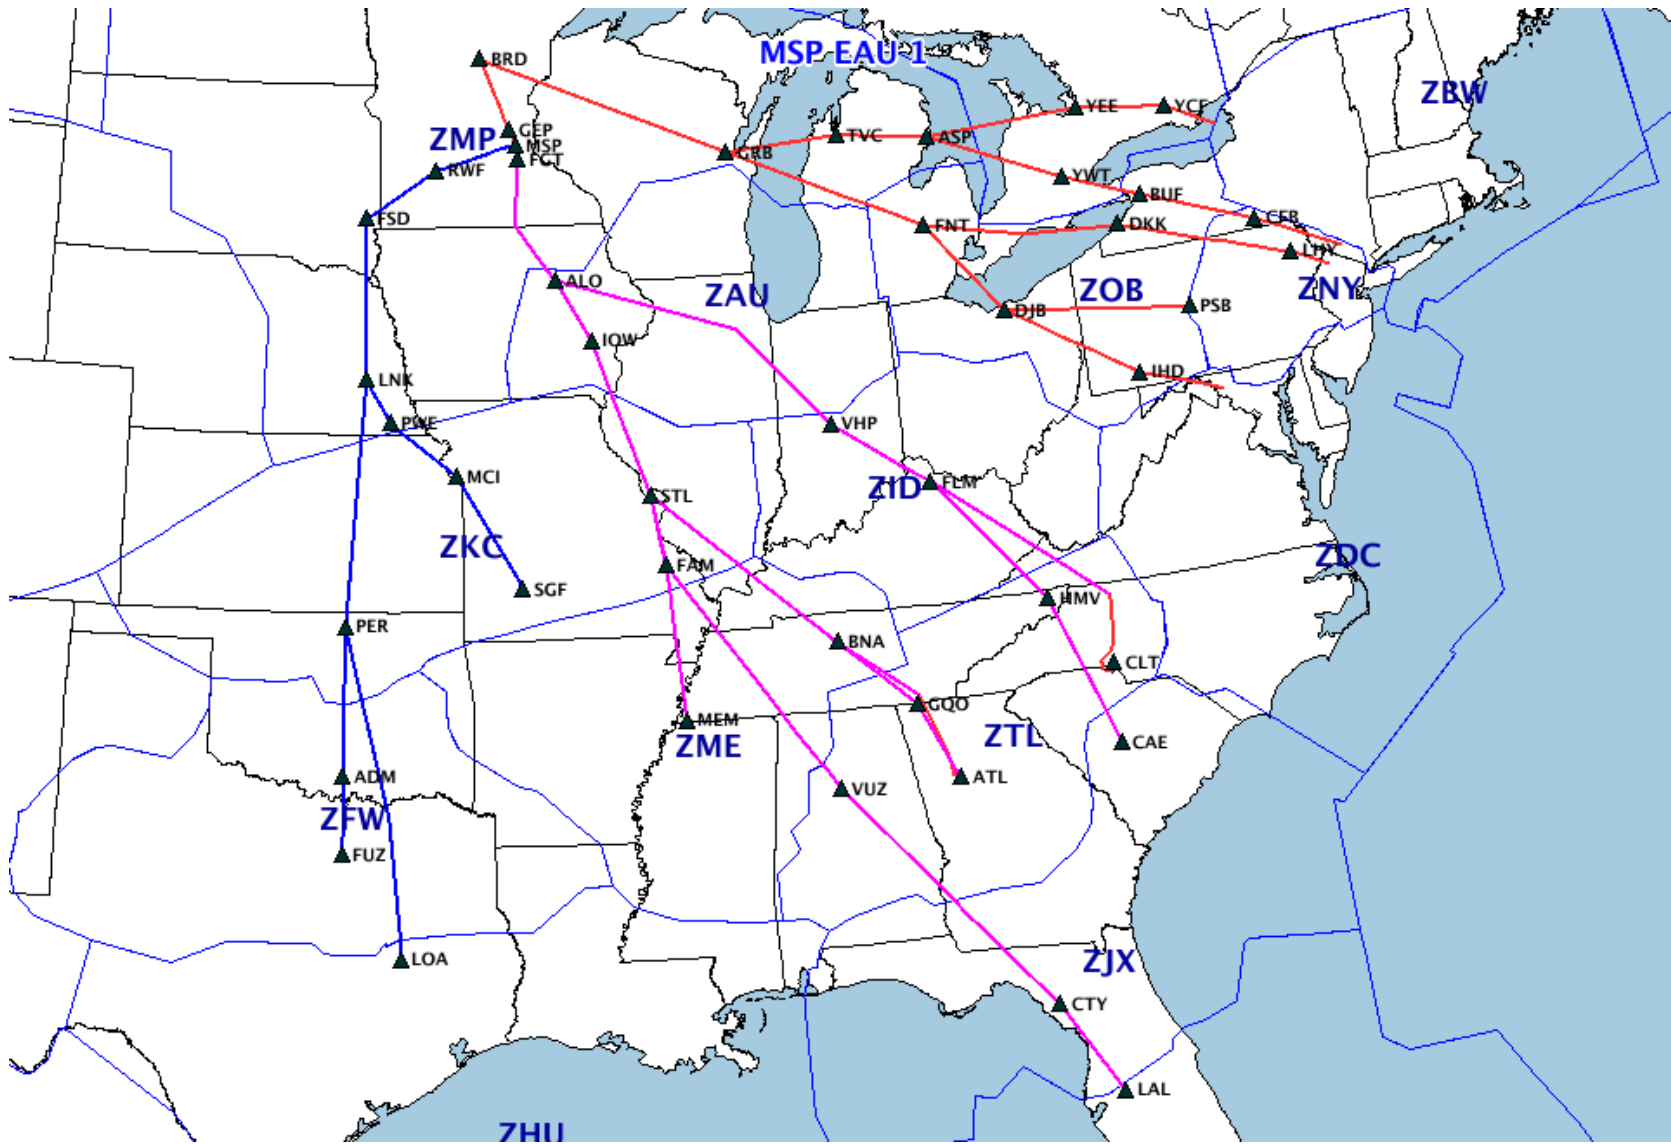 MSP EAU 1
BRD
ZBW
YEE
YCF
GEP
ZMP
MSP
TVC
ASP
GRB
FGT
RWF
YWT
BUF
FSD
CFB
FNT
DKK
LHY
ALO
ZAU
ZOB
ZNY
PSB
DJB
IOW
IHD
LNK
PWE
VHP
MCI
FLM
ZID
STL
ZKC
ZDC
FAM
SGF
HMV
PER
BNA
CLT
GQO
MEM
ZTL
ZME
CAE
ADM
ATL
VUZ
ZFW
FUZ
LOA
ZJX
CTY
LAL
ZHU